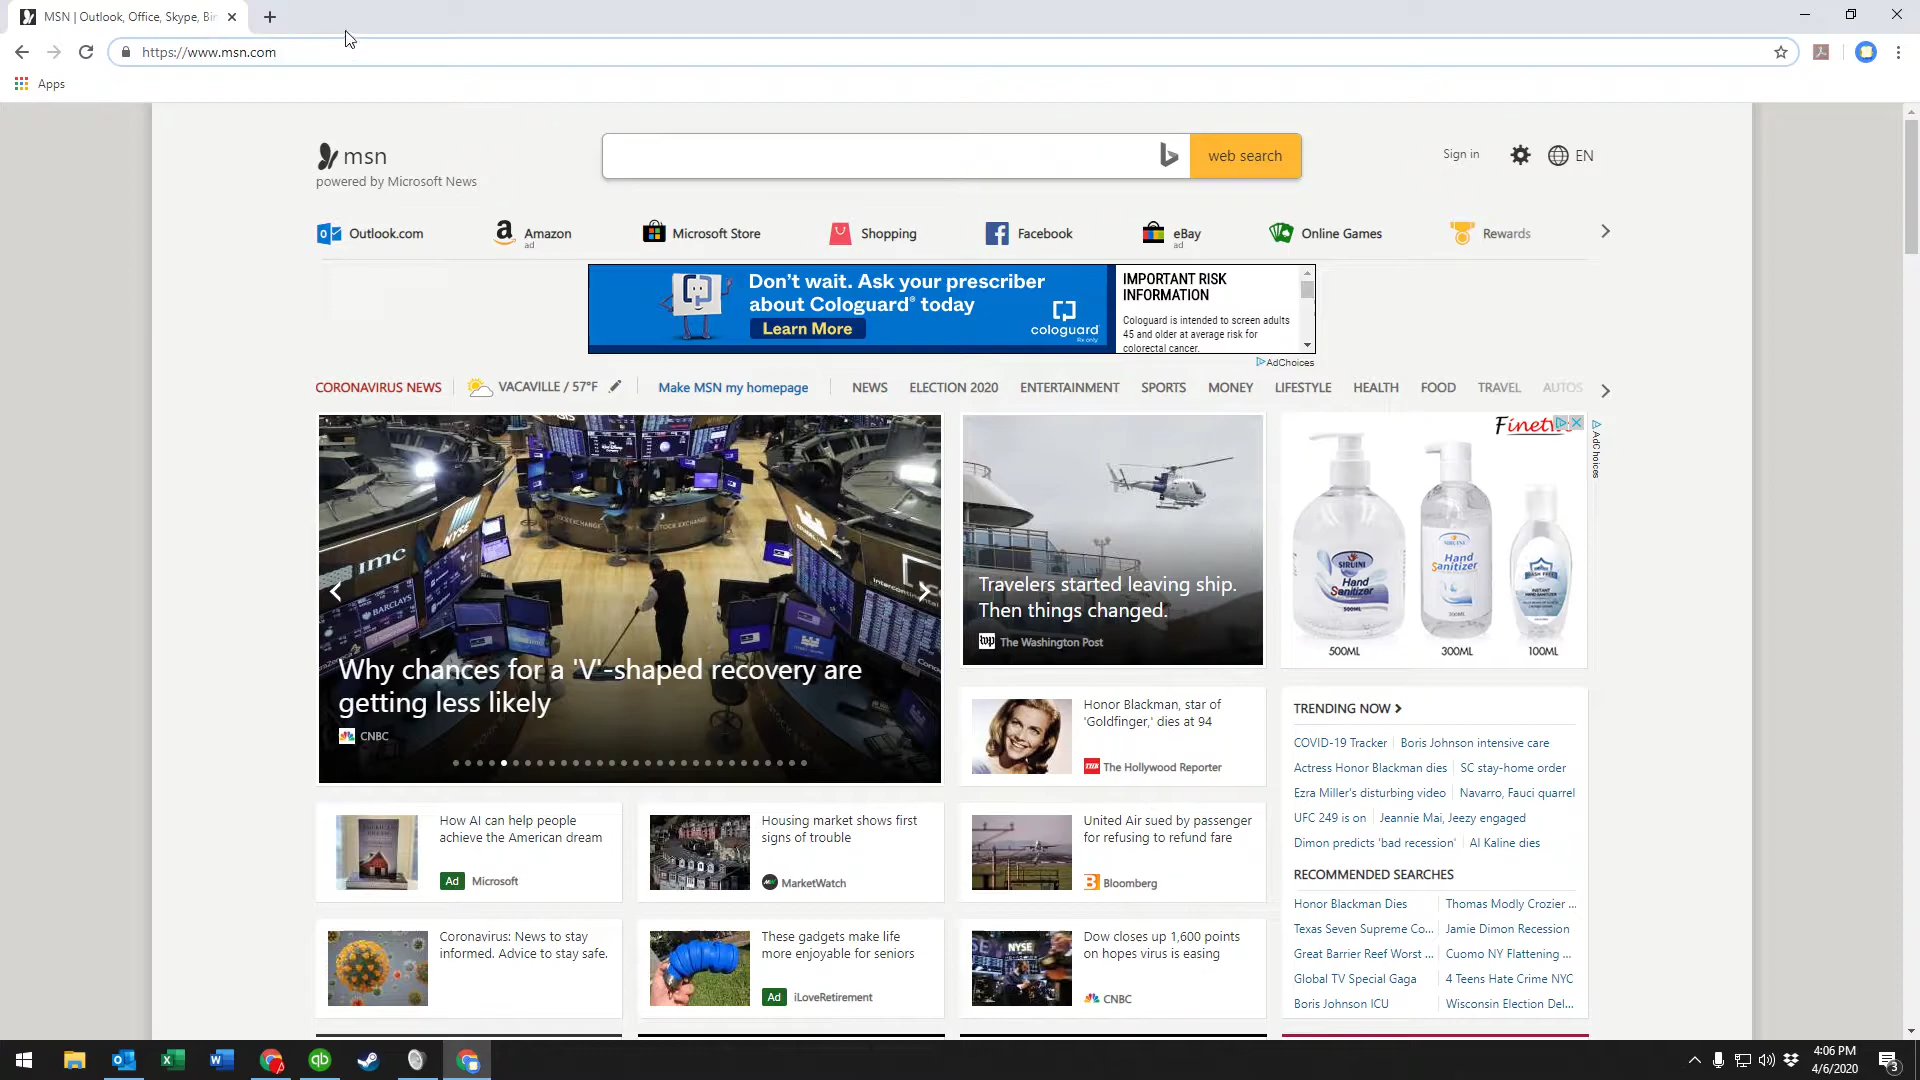 MSN | Outlook, Office, Skype, Bin
https://www.msn.com
Apps
msn
powered by Microsoft News
web search
Sign in
EN
Outlook.com
Amazon
ad
Microsoft Store
Shopping
Facebook
eBay
ad
Online Games
Rewards
Don't wait. Ask your prescriber
about Cologuard® today
Learn More
cologuard
Rx only
IMPORTANT RISK
INFORMATION
Cologuard is intended to screen adults
45 and older at average risk for
colorectal cancer.
AdChoices
CORONAVIRUS NEWS
VACAVILLE / 57°F
Make MSN my homepage
NEWS
ELECTION 2020
ENTERTAINMENT
SPORTS
MONEY
LIFESTYLE
HEALTH
FOOD
TRAVEL
AUTOS
imc
BARCLAYS
NYSE
STOCK EXCHANGE
Why chances for a 'V'-shaped recovery are
getting less likely
CNBC
Travelers started leaving ship.
Then things changed.
wp The Washington Post
AdChoices
SIRUINI
Hand
Sanitizer
500ML
SIRUINI
Hand
Sanitizer
300ML
INSTANT
HAND SANITIZER
100ML
500ML
300ML
100ML
Honor Blackman, star of
'Goldfinger,' dies at 94
THR The Hollywood Reporter
TRENDING NOW
COVID-19 Tracker
Boris Johnson intensive care
Actress Honor Blackman dies
SC stay-home order
Ezra Miller's disturbing video
Navarro, Fauci quarrel
UFC 249 is on
Jeannie Mai, Jeezy engaged
Dimon predicts 'bad recession'
Al Kaline dies
How AI can help people
achieve the American dream
Ad Microsoft
Housing market shows first
signs of trouble
MarketWatch
United Air sued by passenger
for refusing to refund fare
B Bloomberg
RECOMMENDED SEARCHES
Honor Blackman Dies
Thomas Modly Crozier ...
Texas Seven Supreme Co...
Jamie Dimon Recession
Great Barrier Reef Worst ...
Cuomo NY Flattening ...
Global TV Special Gaga
4 Teens Hate Crime NYC
Boris Johnson ICU
Wisconsin Election Del...
Coronavirus: News to stay
informed. Advice to stay safe.
These gadgets make life
more enjoyable for seniors
Ad iLoveRetirement
NYSE
Dow closes up 1,600 points
on hopes virus is easing
CNBC
4:06 PM
4/6/2020
3